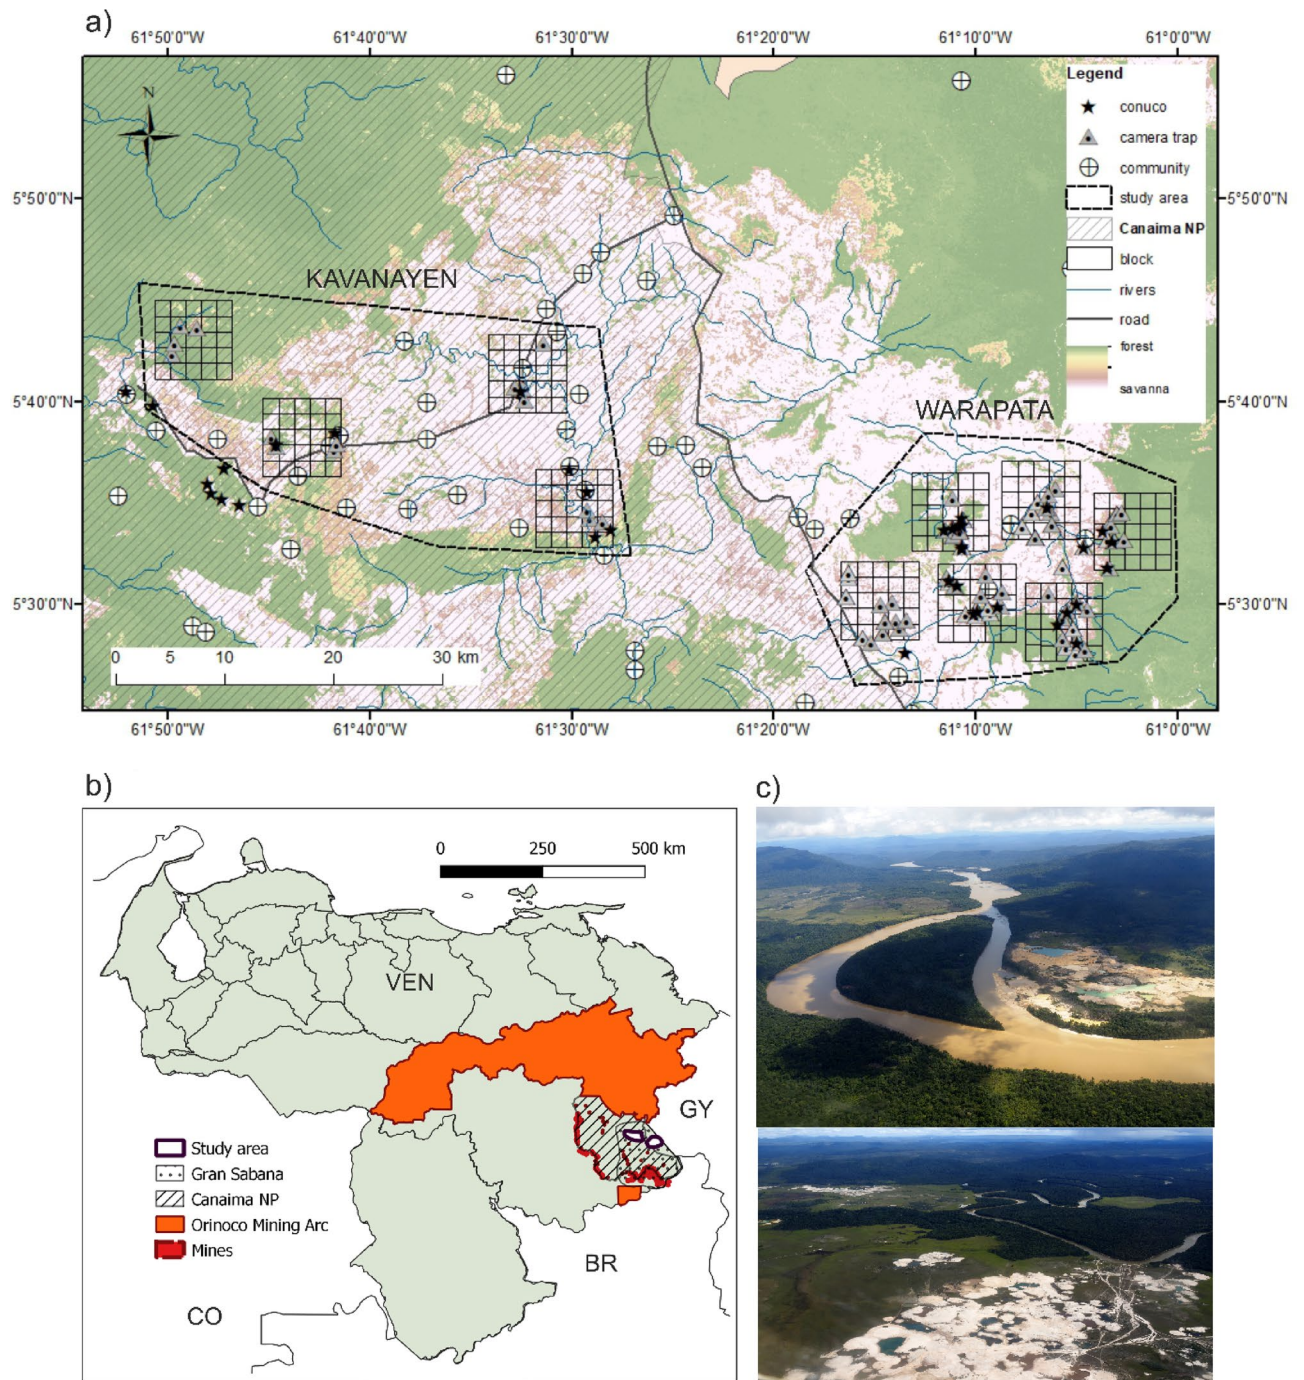 a)
61°50'0"W 61°40'0"W 61°30'0"W 61°20'0"W 61°10'0"W 61°0'0"W
Legend
conuco
camera trap
community
study area
Canaima NP
block
rivers
road
forest
savanna
N
5°50'0"N 5°50'0"N
KAVANAYEN
5°40'0"N 5°40'0"N
WARAPATA
5°30'0"N 5°30'0"N
0 5 10 20 30 km
61°50'0"W 61°40'0"W 61°30'0"W 61°20'0"W 61°10'0"W 61°0'0"W
b)
0 250 500 km
VEN
GY
Study area
Gran Sabana
Canaima NP
Orinoco Mining Arc
Mines
BR
CO
c)